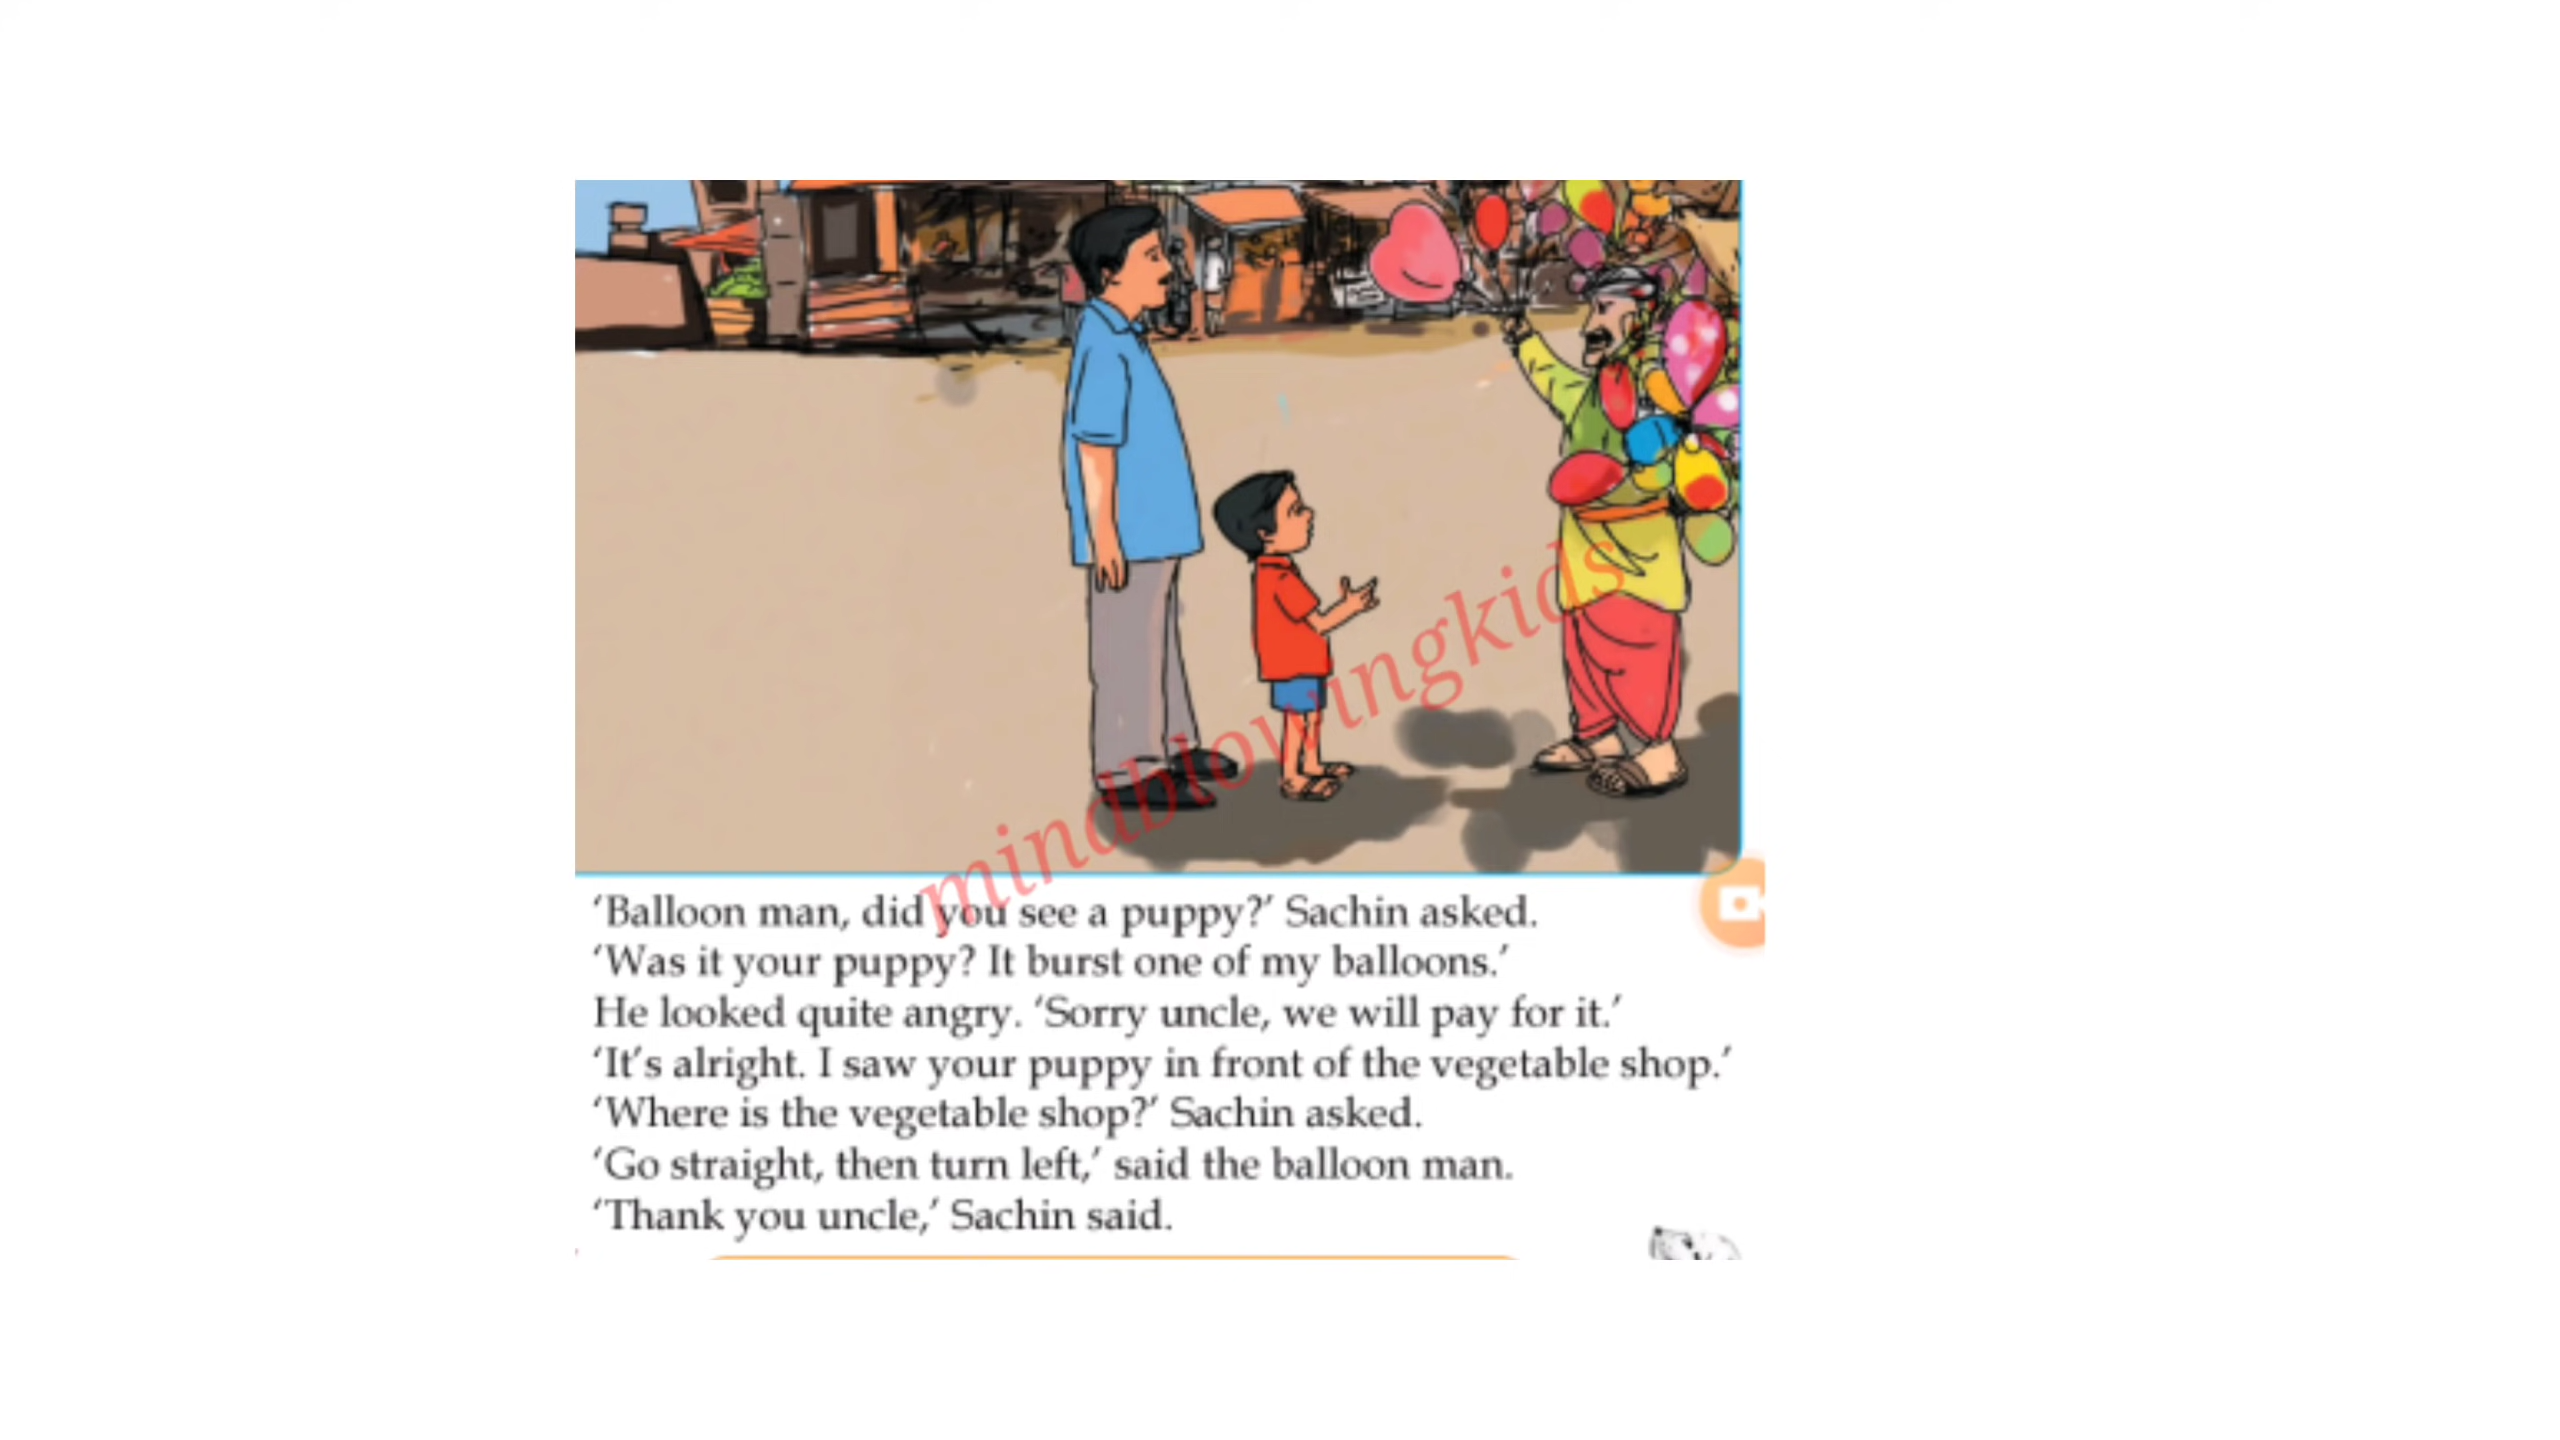 mindblowingkids
‘Balloon man, did you see a puppy?’ Sachin asked.
‘Was it your puppy? It burst one of my balloons.’
He looked quite angry. ‘Sorry uncle, we will pay for it.’
‘It’s alright. I saw your puppy in front of the vegetable shop.’
‘Where is the vegetable shop?’ Sachin asked.
‘Go straight, then turn left,’ said the balloon man.
‘Thank you uncle,’ Sachin said.